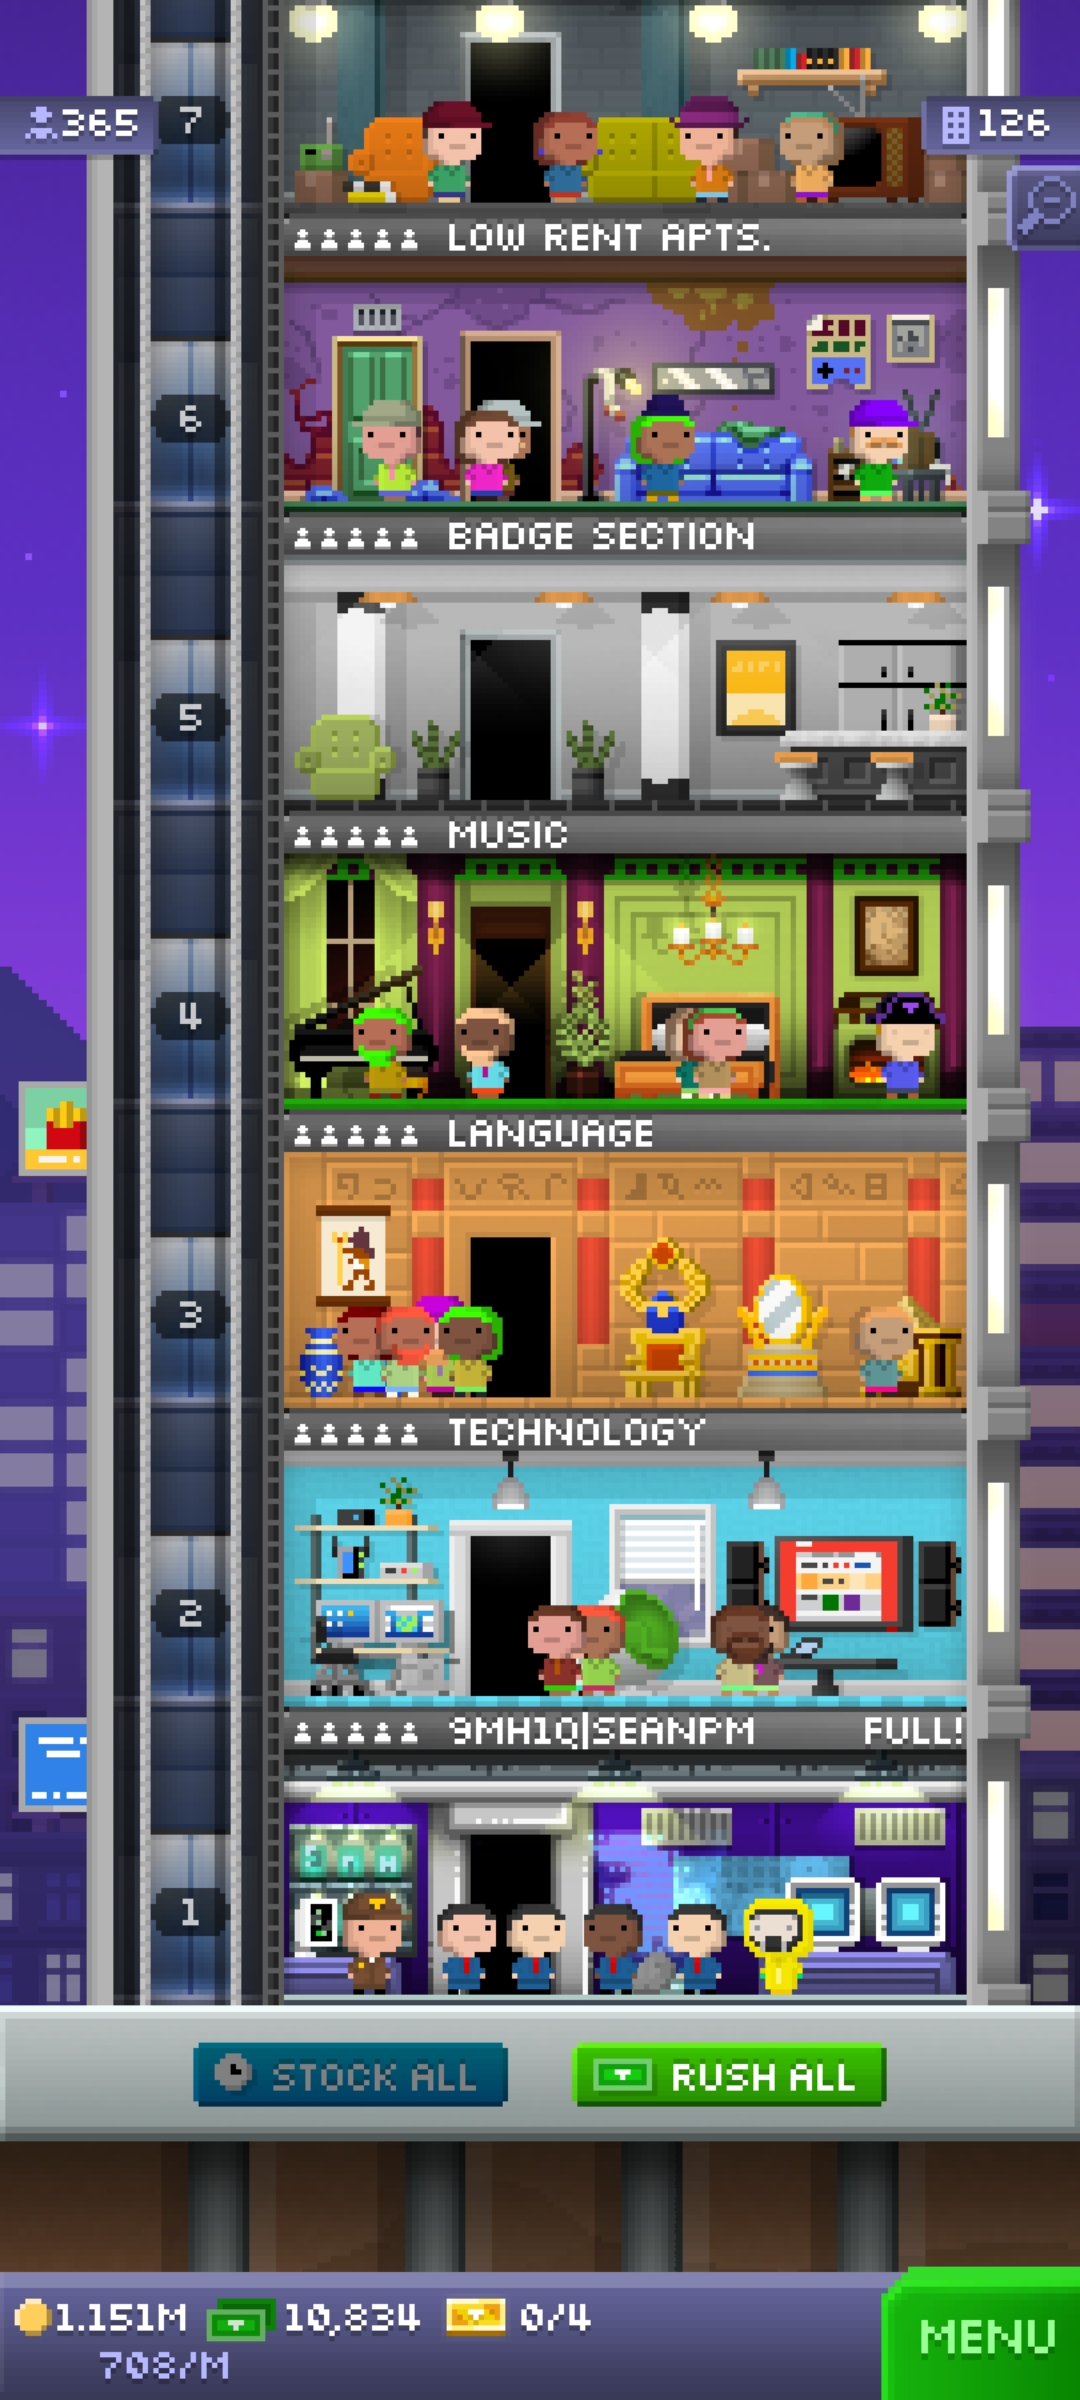 365
7
126
LOW RENT APTS.
6
BADGE SECTION
5
MUSIC
4
LANGUAGE
3
TECHNOLOGY
2
9MH1Q|SEANPM FULL!
1
STOCK ALL
RUSH ALL
1.151M 10,834 0/4
708/M
MENU